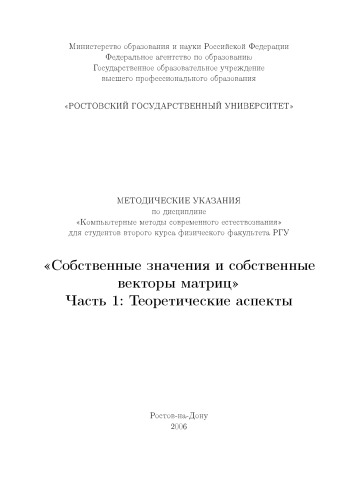 Министерство образования и науки Российской Федерации
Федеральное агентство по образованию
Государственное образовательное учреждение
высшего профессионального образования
«РОСТОВСКИЙ ГОСУДАРСТВЕННЫЙ УНИВЕРСИТЕТ»
МЕТОДИЧЕСКИЕ УКАЗАНИЯ
по дисциплине
«Компьютерные методы современного естествознания»
для студентов второго курса физического факультета РГУ
«Собственные значения и собственные
векторы матриц»
Часть 1: Теоретические аспекты
Ростов-на-Дону
2006